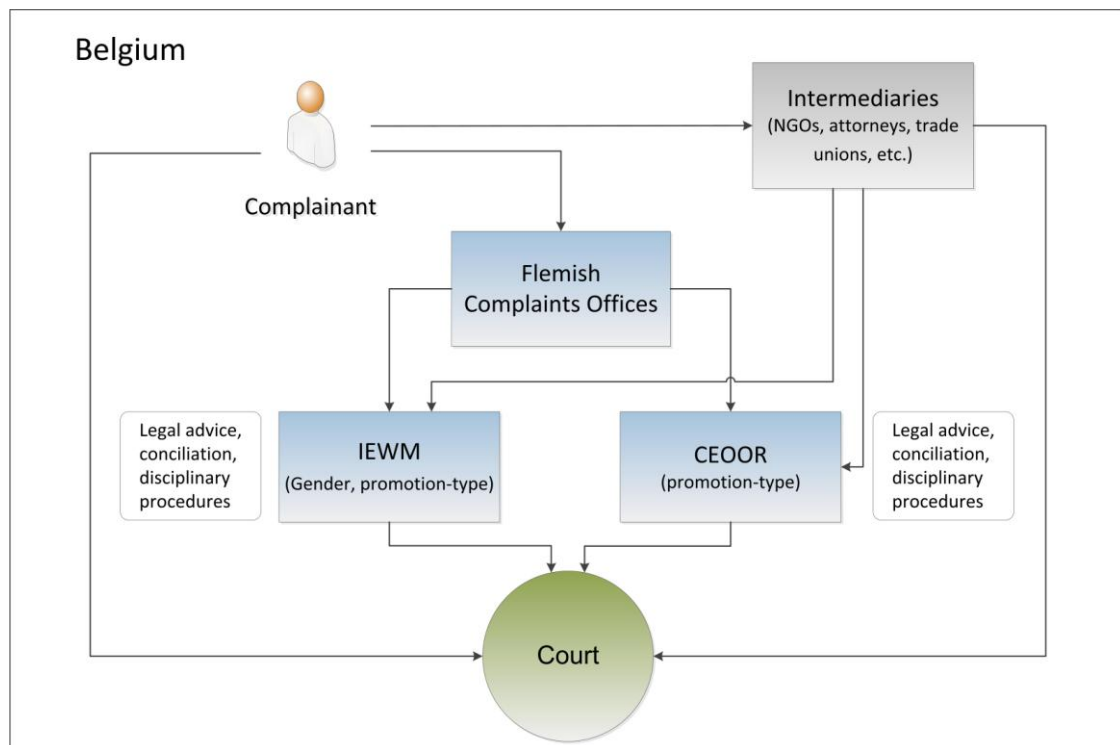 Belgium
Complainant
Intermediaries
(NGOs, attorneys, trade
unions, etc.)
Flemish
Complaints Offices
Legal advice,
conciliation,
disciplinary
procedures
IEWM
(Gender, promotion-type)
CEOOR
(promotion-type)
Legal advice,
conciliation,
disciplinary
procedures
Court